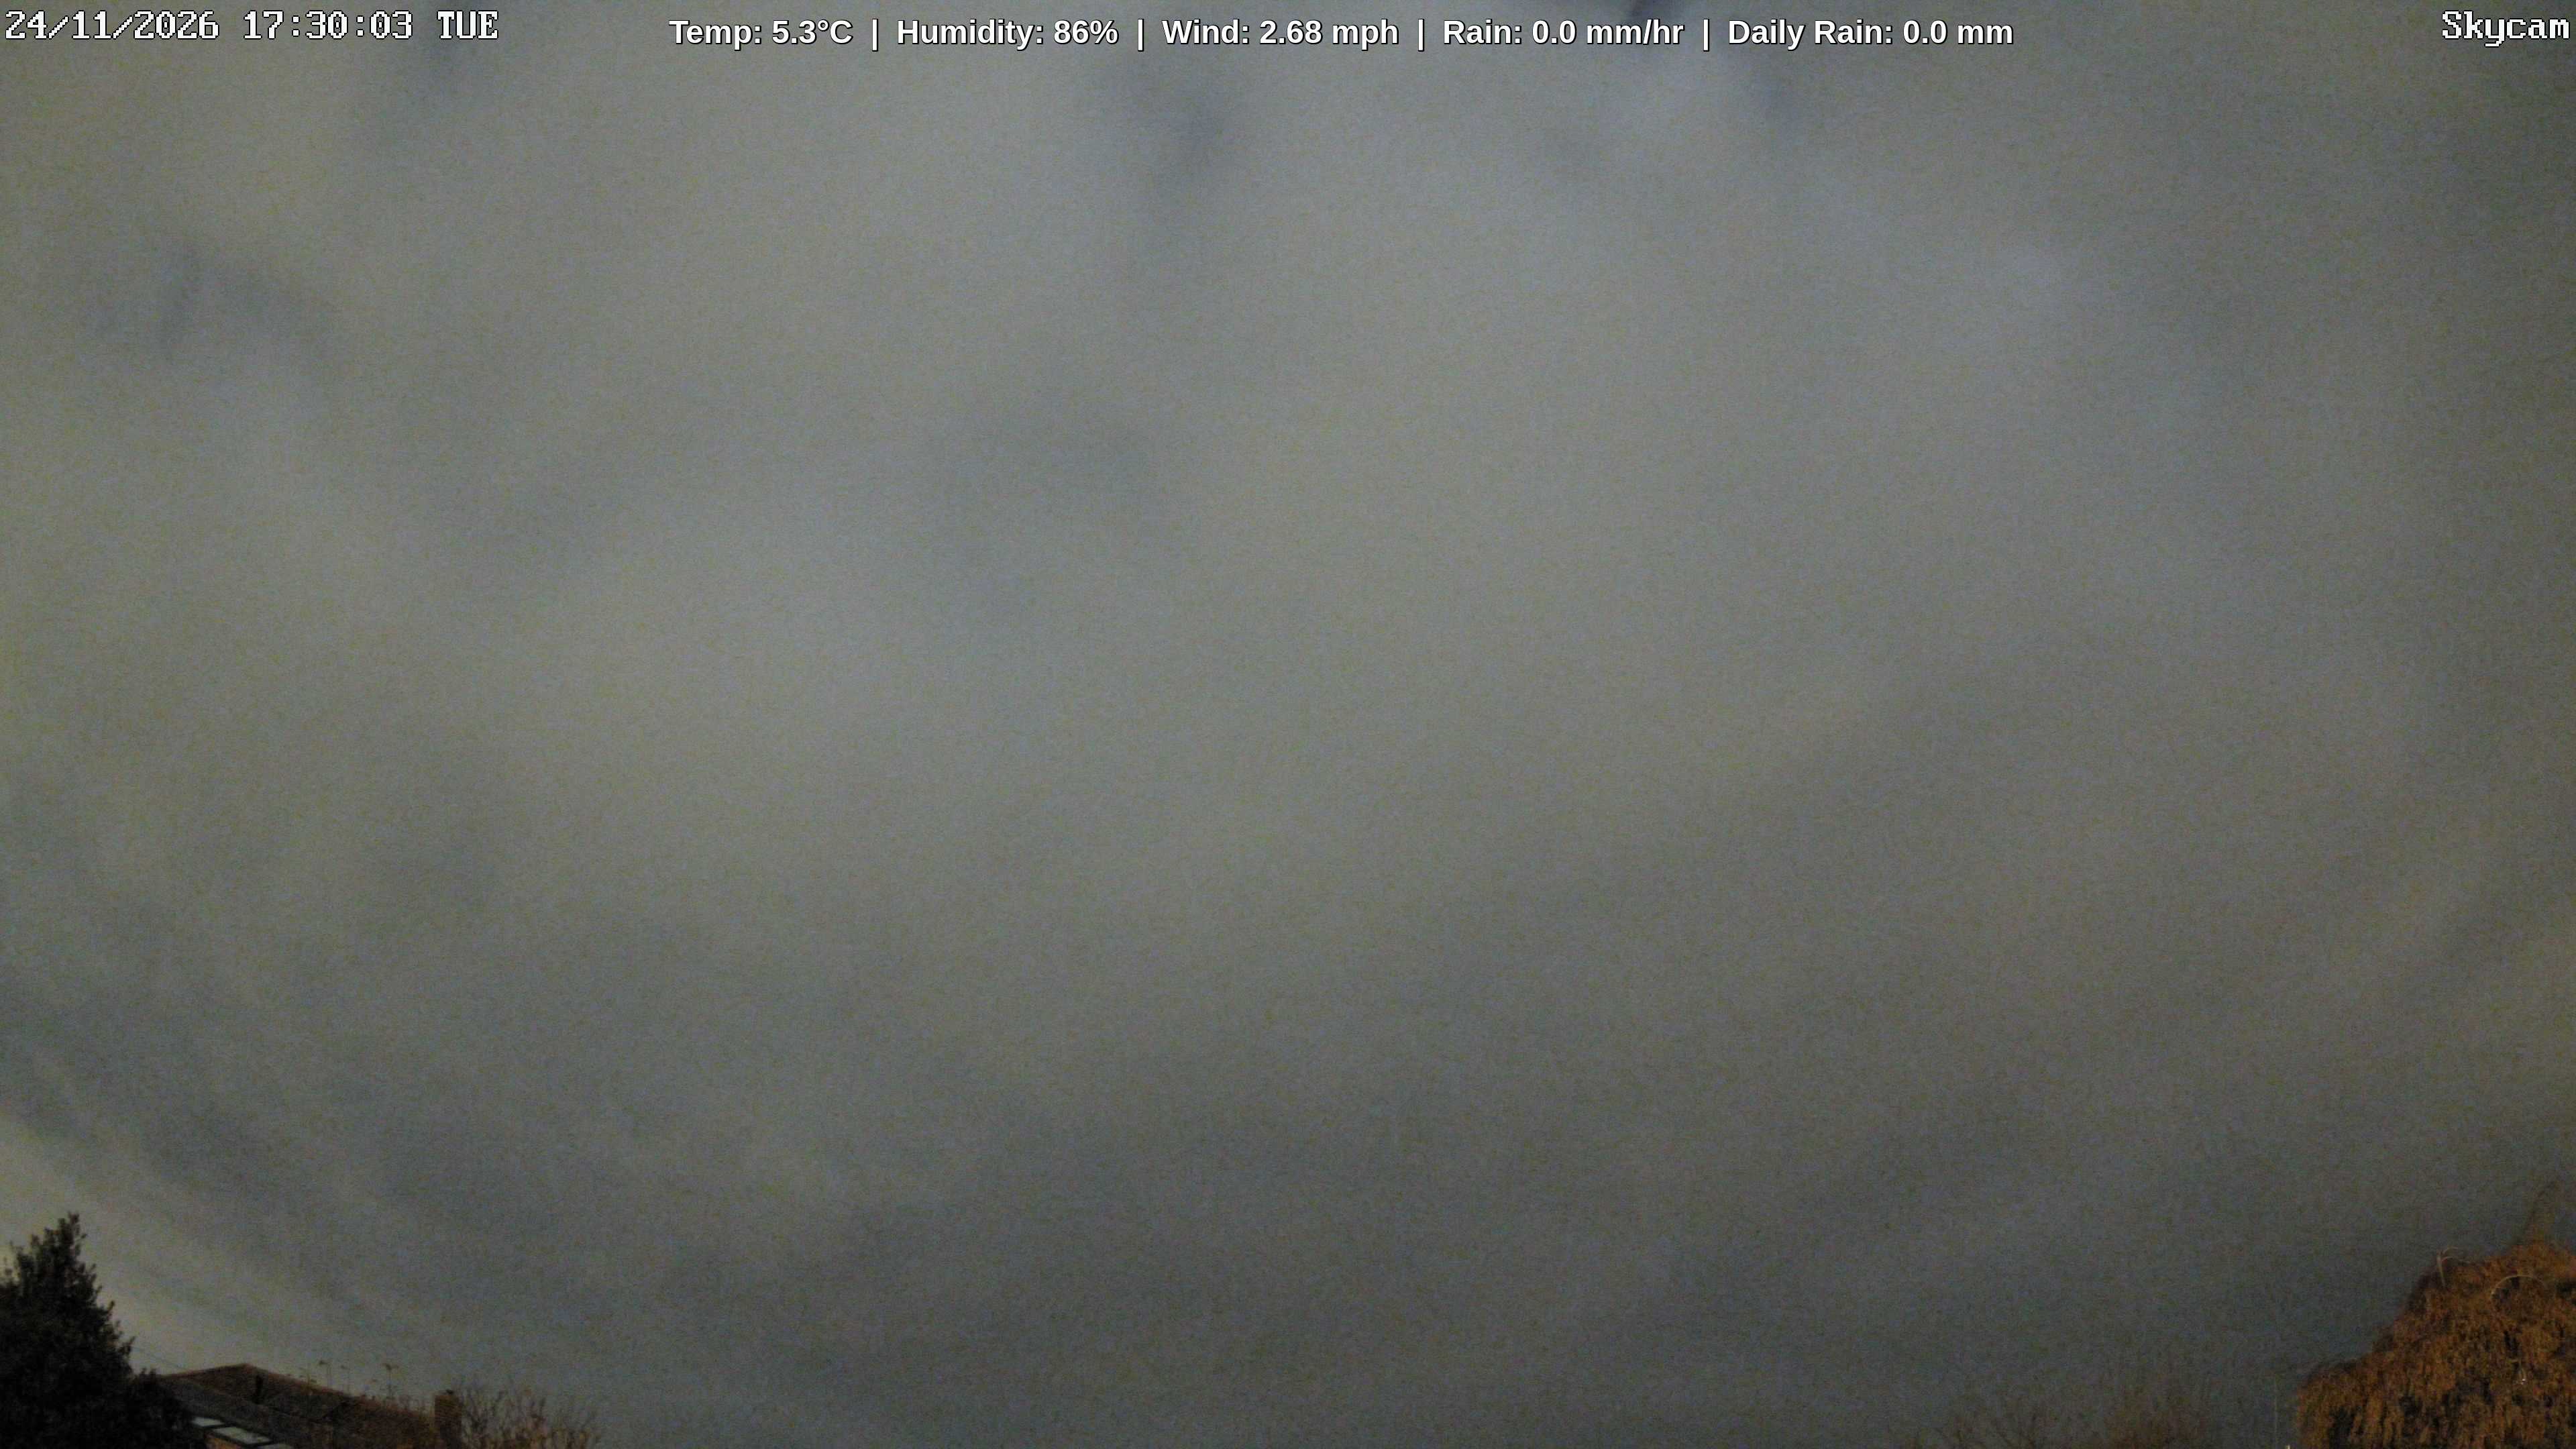 24/11/2026 17:30:03 TUE
Temp: 5.3°C | Humidity: 86% | Wind: 2.68 mph | Rain: 0.0 mm/hr | Daily Rain: 0.0 mm
Skycam